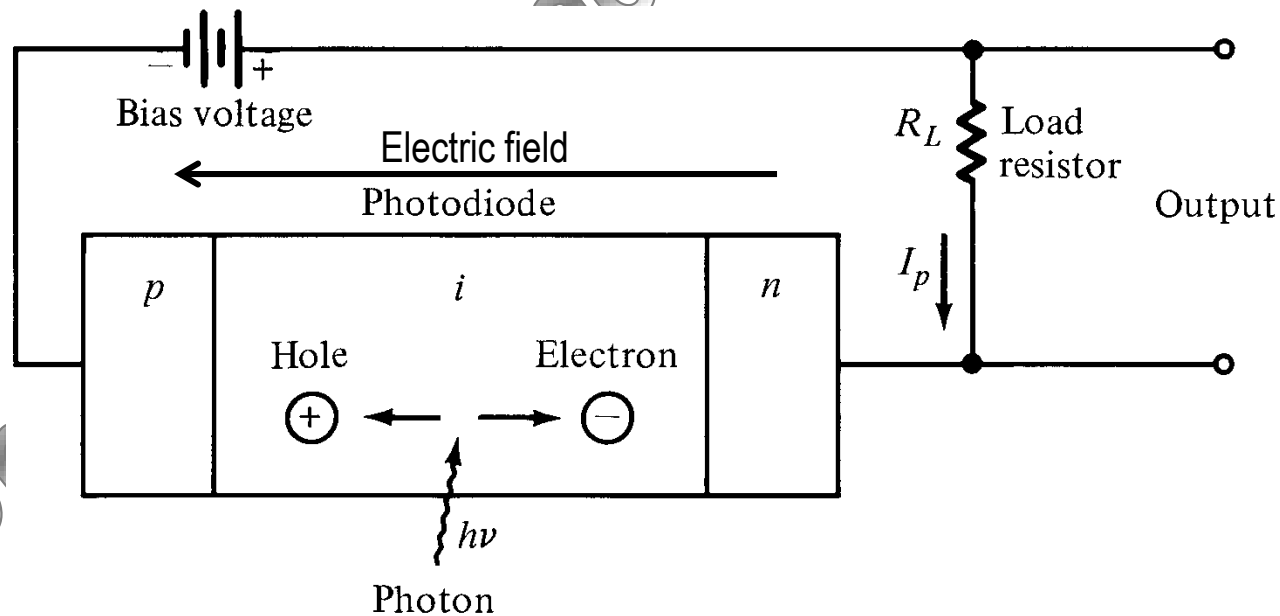 − +
Bias voltage
Electric field
Photodiode
R_L Load
resistor
Output
I_p
p i n
Hole Electron
+ −
hν
Photon